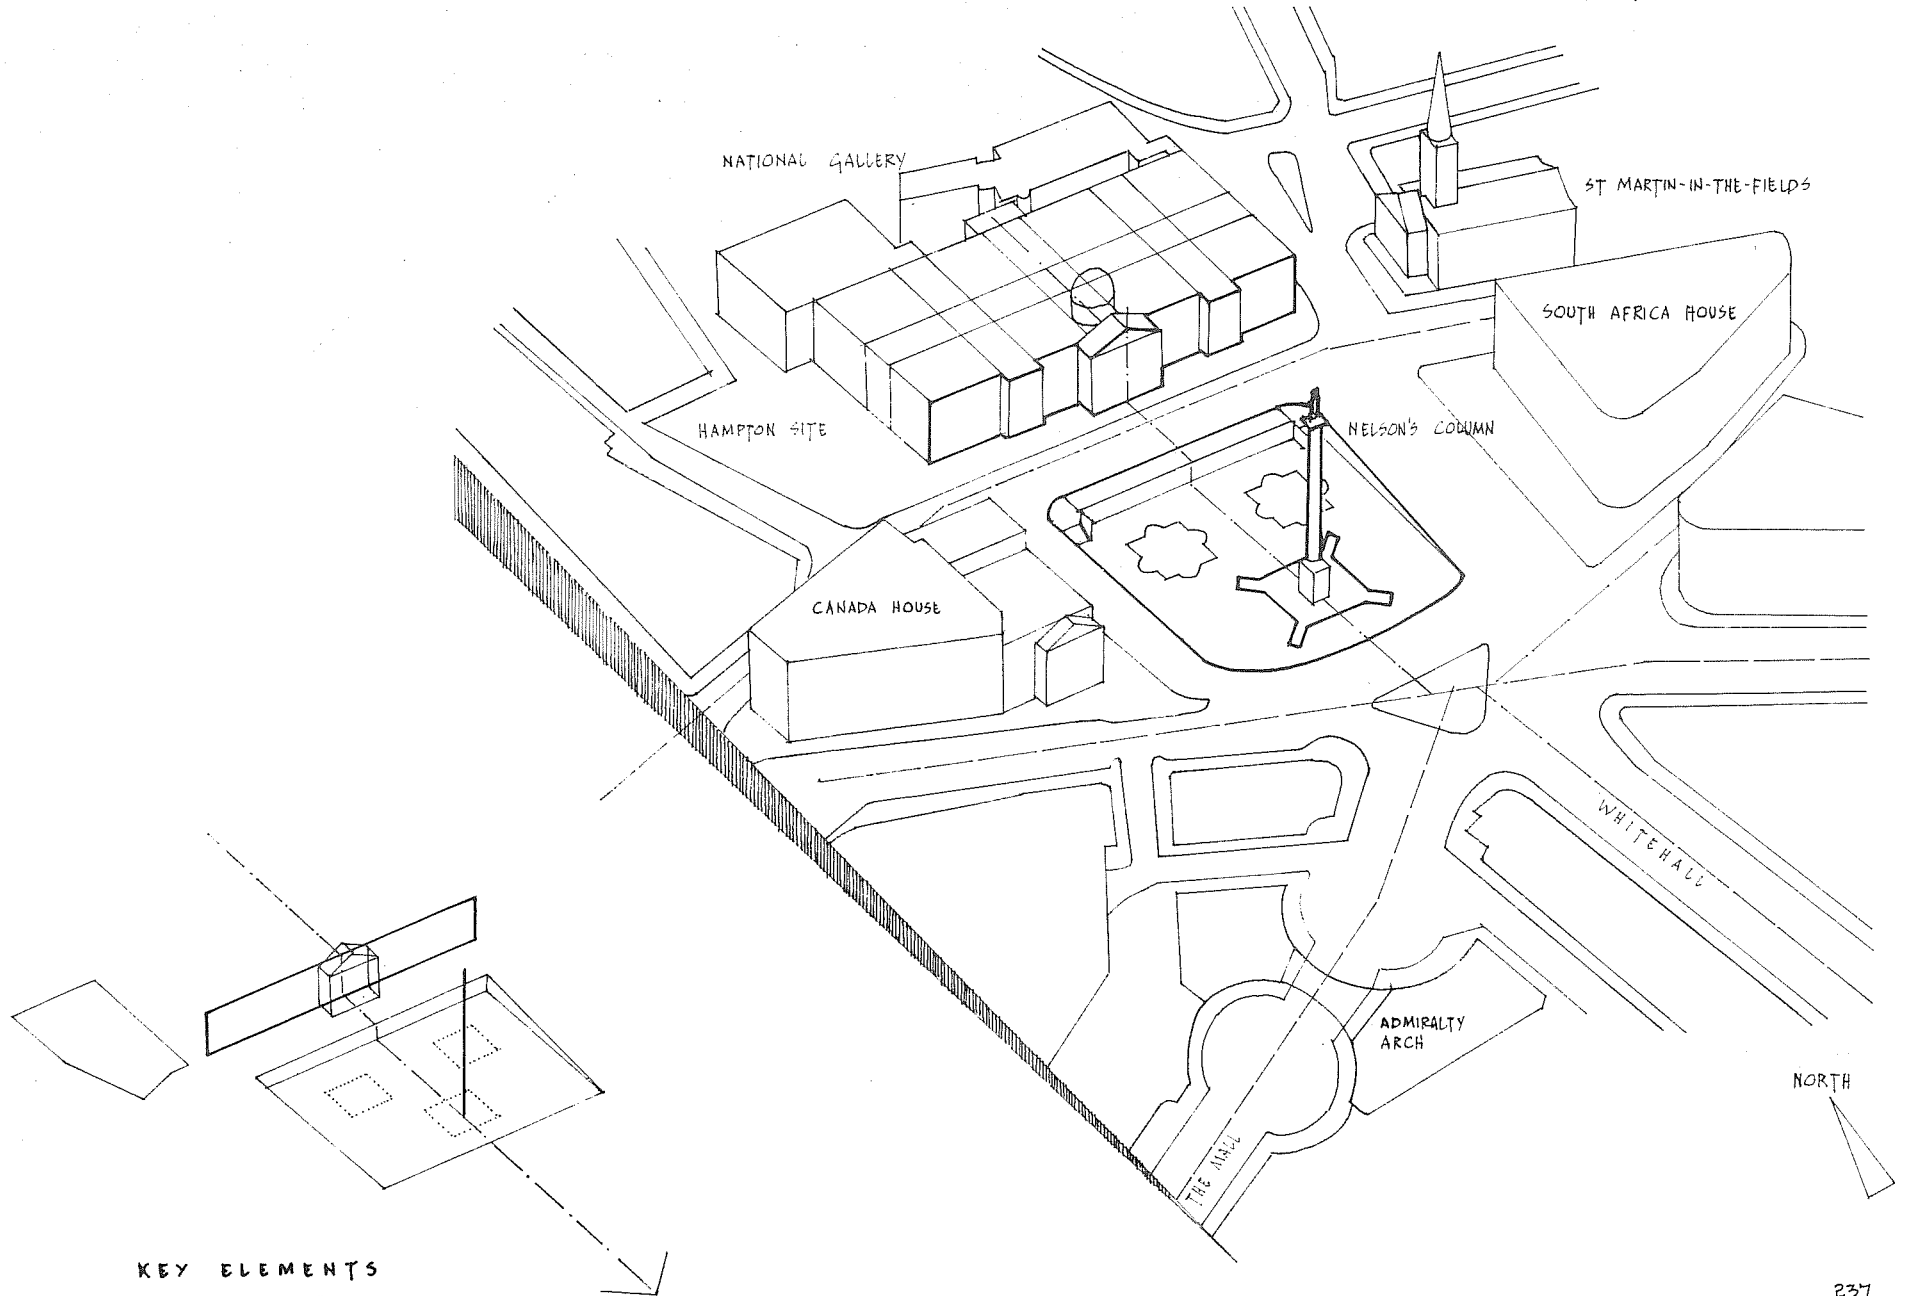 NATIONAL GALLERY
ST MARTIN-IN-THE-FIELDS
SOUTH AFRICA HOUSE
HAMPTON SITE
NELSON'S COLUMN
CANADA HOUSE
WHITEHALL
ADMIRALTY
ARCH
NORTH
THE MALL
KEY ELEMENTS
237